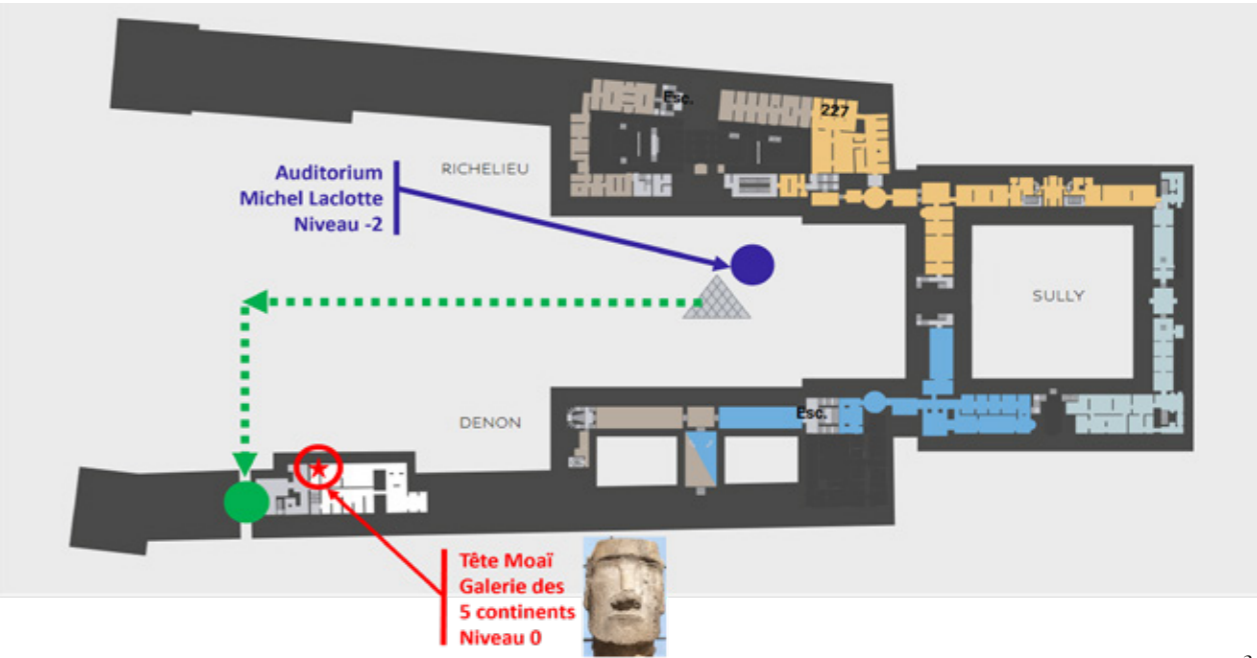 Esc.
227
RICHELIEU
Auditorium
Michel Laclotte
Niveau -2
SULLY
DENON
Esc.
Tête Moaï
Galerie des
5 continents
Niveau 0